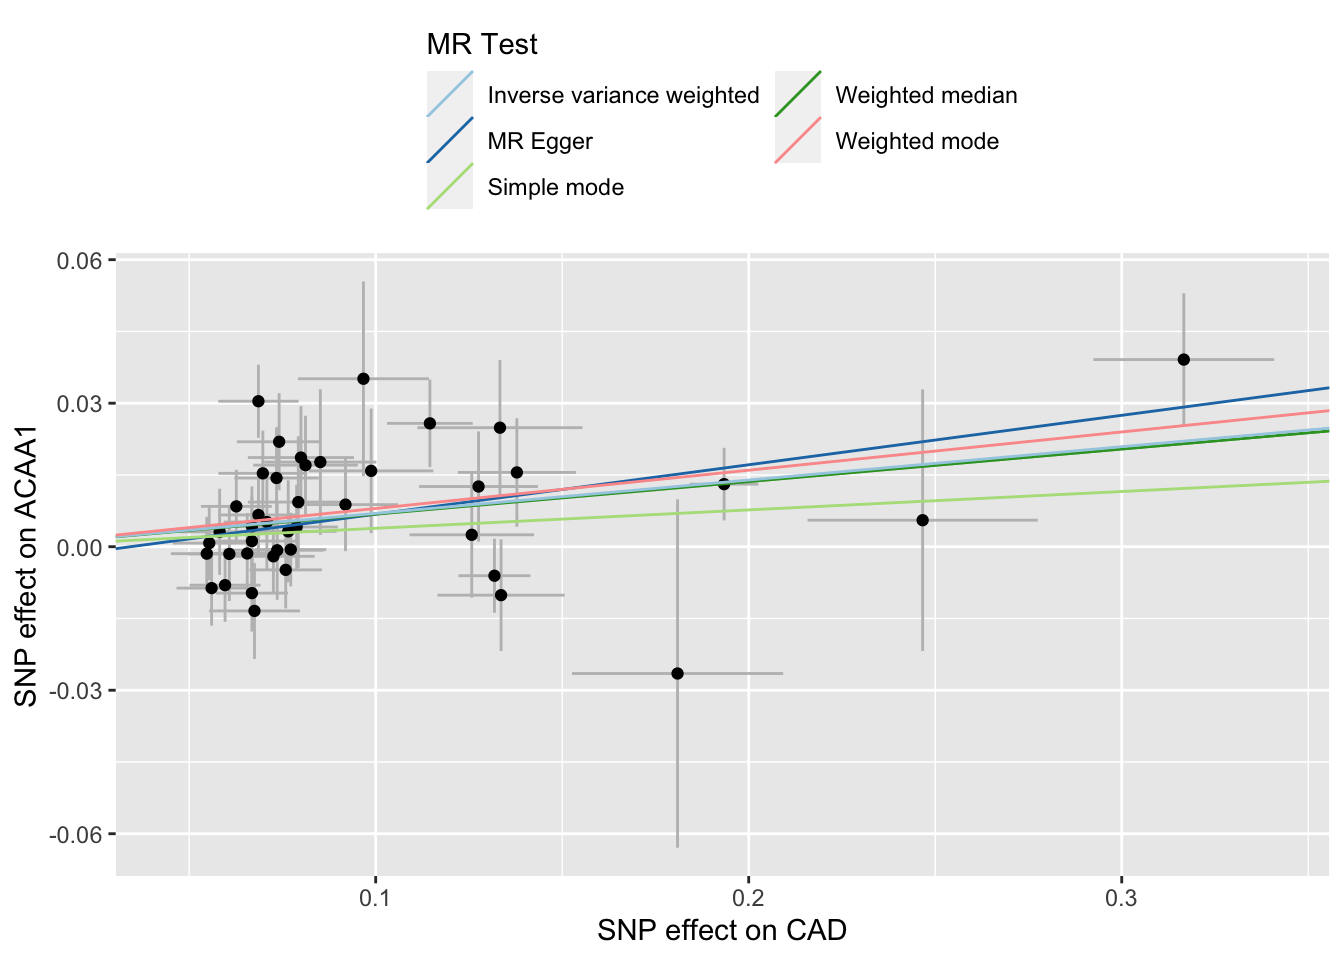 MR Test
Inverse variance weighted
Weighted median
MR Egger
Weighted mode
Simple mode
0.06
0.03
0.00
-0.03
-0.06
SNP effect on ACAA1
0.1
0.2
0.3
SNP effect on CAD